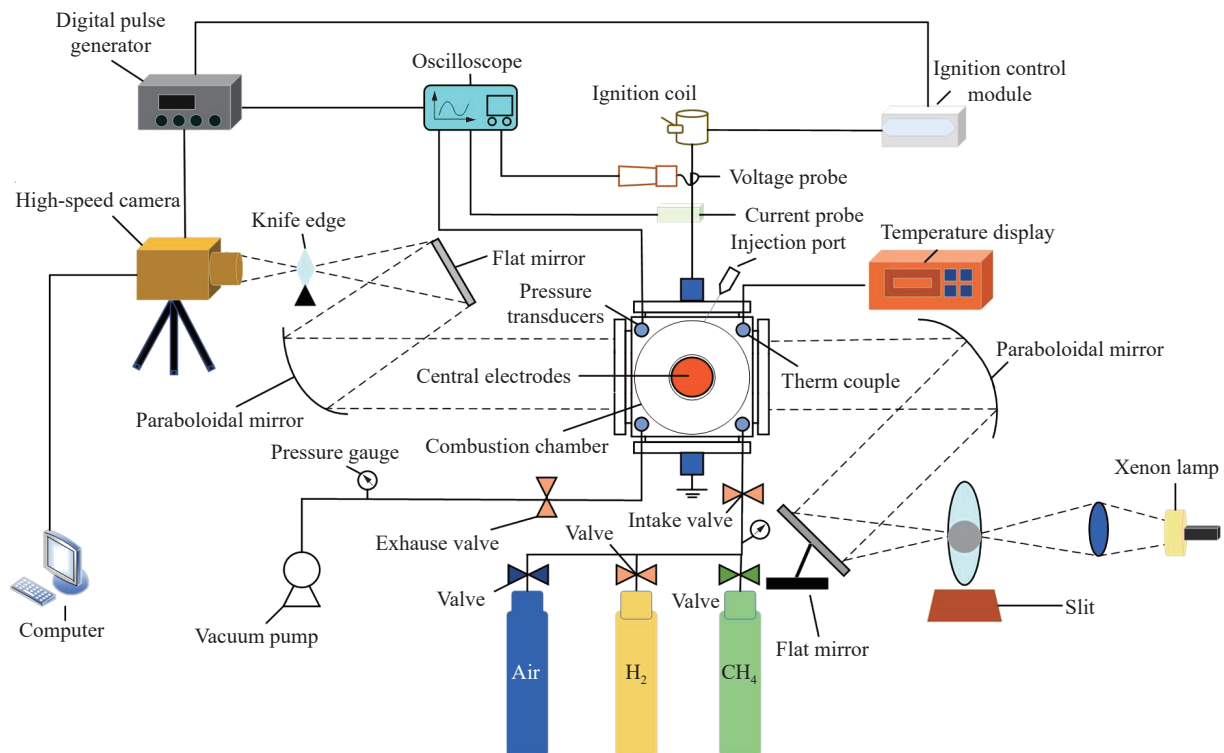 Digital pulse
generator
Oscilloscope
Ignition coil
Ignition control
module
Voltage probe
High-speed camera
Knife edge
Current probe
Injection port
Flat mirror
Temperature display
Pressure
transducers
Paraboloidal mirror
Central electrodes
Therm couple
Paraboloidal mirror
Combustion chamber
Pressure gauge
Xenon lamp
Intake valve
Exhause valve
Valve
Valve
Valve
Slit
Computer
Vacuum pump
Flat mirror
Air
H₂
CH₄